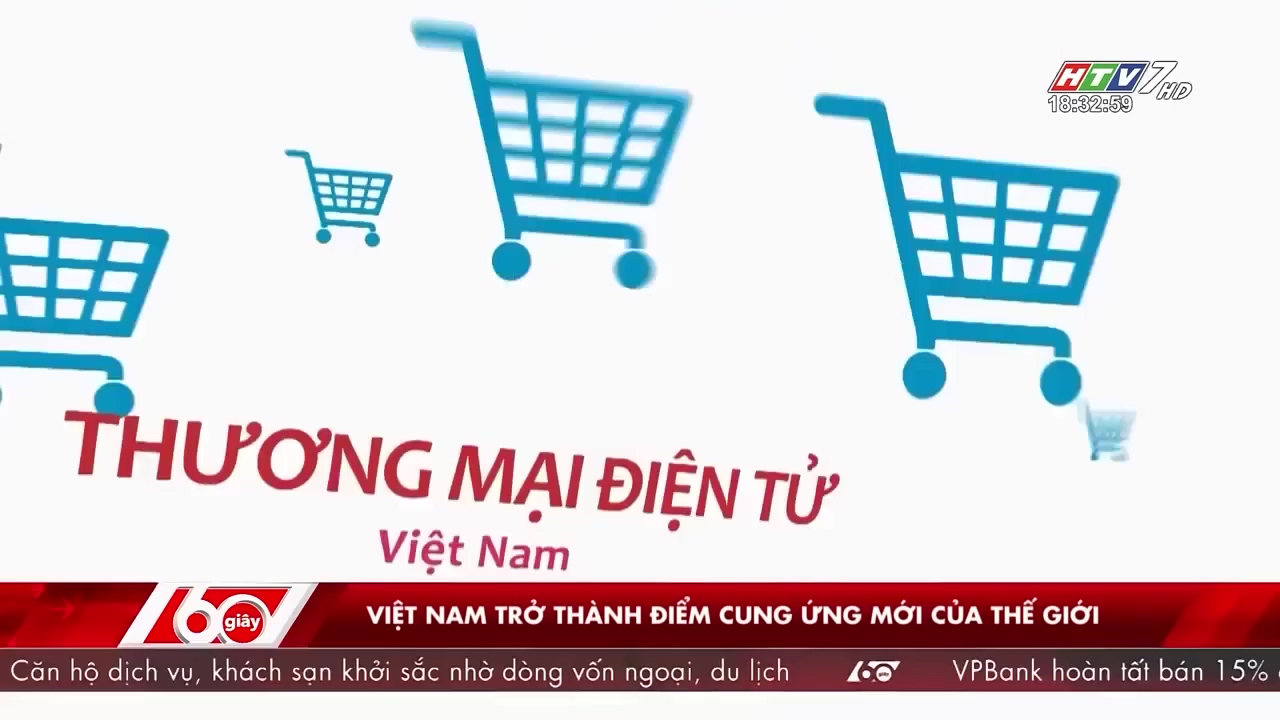 HTV7 HD
18:32:59
THƯƠNG MẠI ĐIỆN TỬ
Việt Nam
60 giây
VIỆT NAM TRỞ THÀNH ĐIỂM CUNG ỨNG MỚI CỦA THẾ GIỚI
Căn hộ dịch vụ, khách sạn khởi sắc nhờ dòng vốn ngoại, du lịch 60 giây VPBank hoàn tất bán 15%